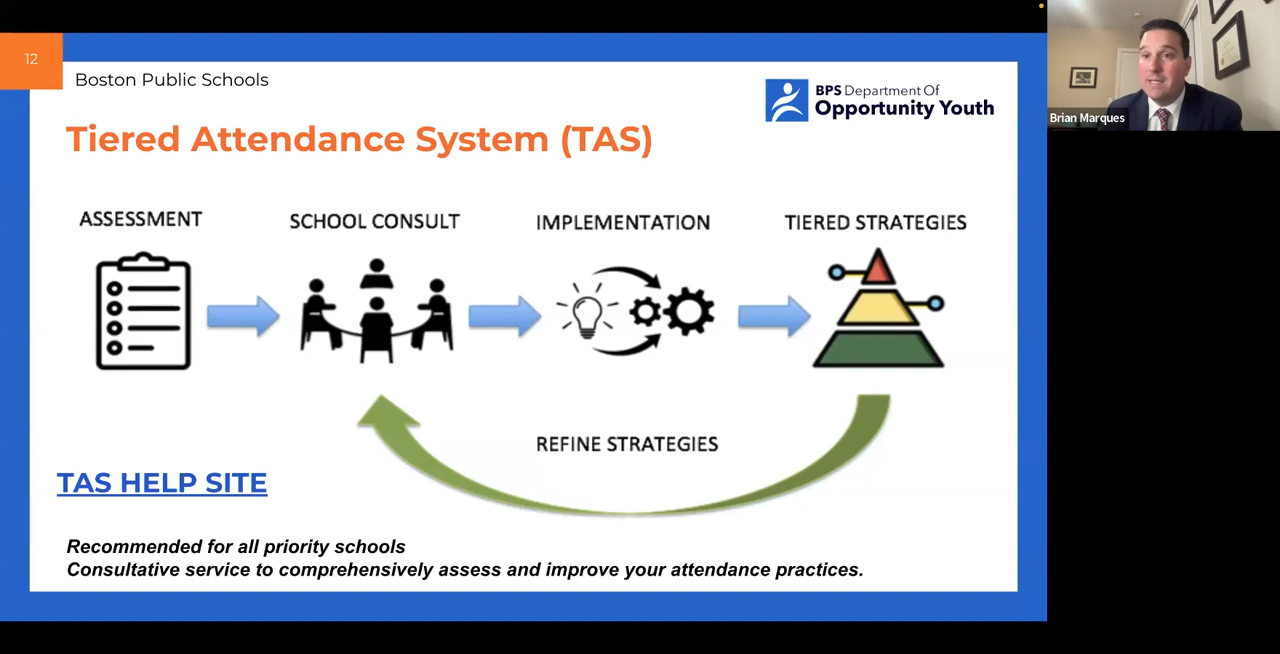 12
Boston Public Schools
BPS Department Of
Opportunity Youth
Brian Marques
Tiered Attendance System (TAS)
ASSESSMENT
SCHOOL CONSULT
IMPLEMENTATION
TIERED STRATEGIES
REFINE STRATEGIES
TAS HELP SITE
Recommended for all priority schools
Consultative service to comprehensively assess and improve your attendance practices.